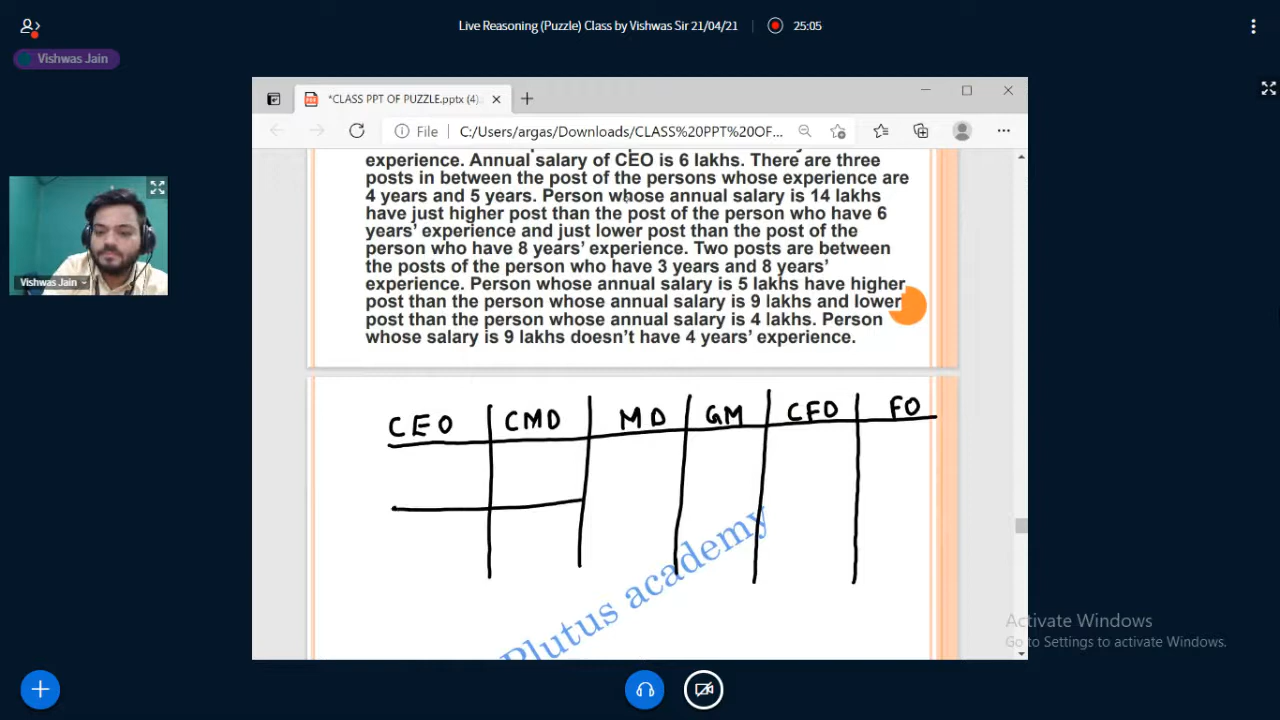 Live Reasoning (Puzzle) Class by Vishwas Sir 21/04/21 25:05
Vishwas Jain
*CLASS PPT OF PUZZLE.pptx (4).
File C:/Users/argas/Downloads/CLASS%20PPT%20OF...
experience. Annual salary of CEO is 6 lakhs. There are three
posts in between the post of the persons whose experience are
4 years and 5 years. Person whose annual salary is 14 lakhs
have just higher post than the post of the person who have 6
years' experience and just lower post than the post of the
person who have 8 years' experience. Two posts are between
the posts of the person who have 3 years and 8 years'
experience. Person whose annual salary is 5 lakhs have higher
post than the person whose annual salary is 9 lakhs and lower
post than the person whose annual salary is 4 lakhs. Person
whose salary is 9 lakhs doesn't have 4 years' experience.
Vishwas Jain
CEO CMD MD GM CFO FO
Plutus academy
Activate Windows
Go to Settings to activate Windows.